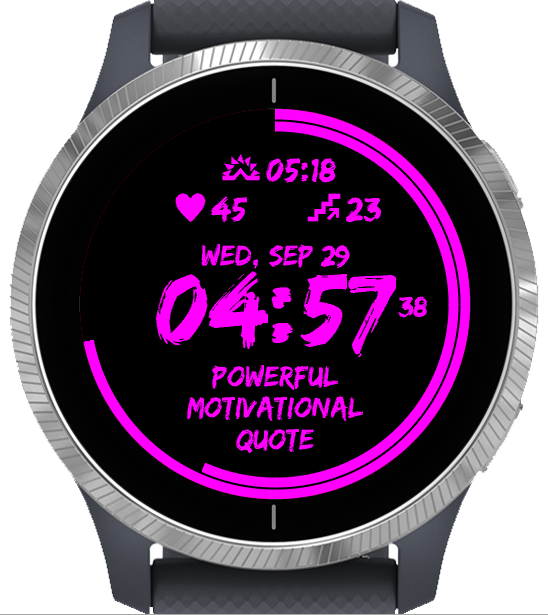 05:18
45 23
WED, SEP 29
04:57 38
POWERFUL
MOTIVATIONAL
QUOTE